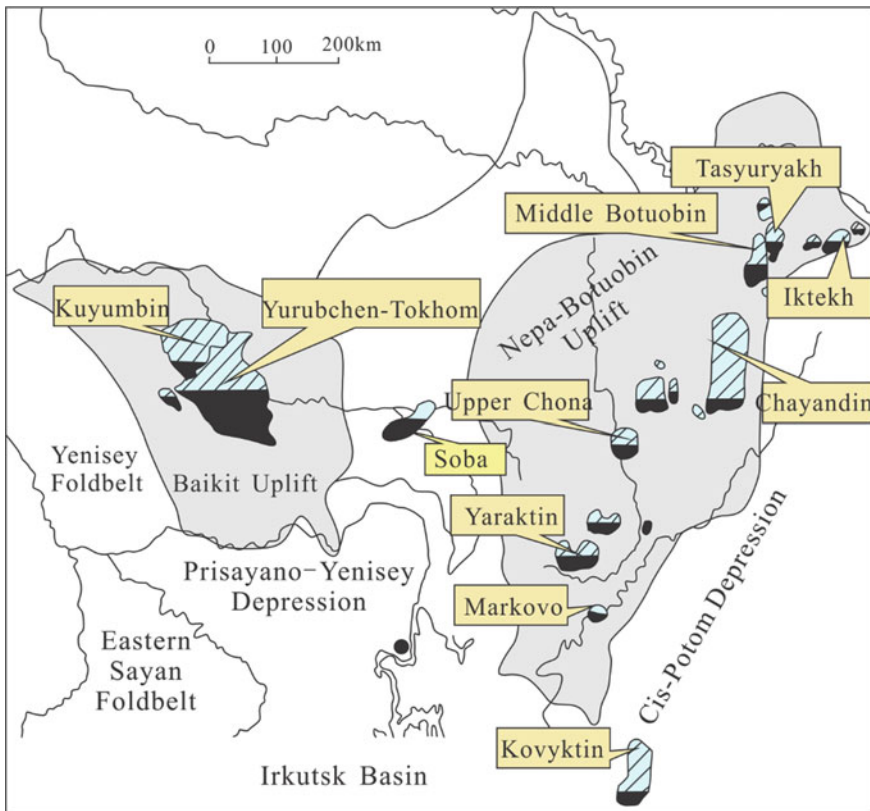 0 100 200km
Tasyuryakh
Middle Botuobin
Iktekh
Kuyumbin
Yurubchen-Tokhom
Nepa-Botuobin
Uplift
Upper Chona
Chayandin
Soba
Yenisey
Foldbelt
Baikit Uplift
Yaraktin
Prisayano-Yenisey
Depression
Markovo
Cis-Potom Depression
Eastern
Sayan
Foldbelt
Kovyktin
Irkutsk Basin